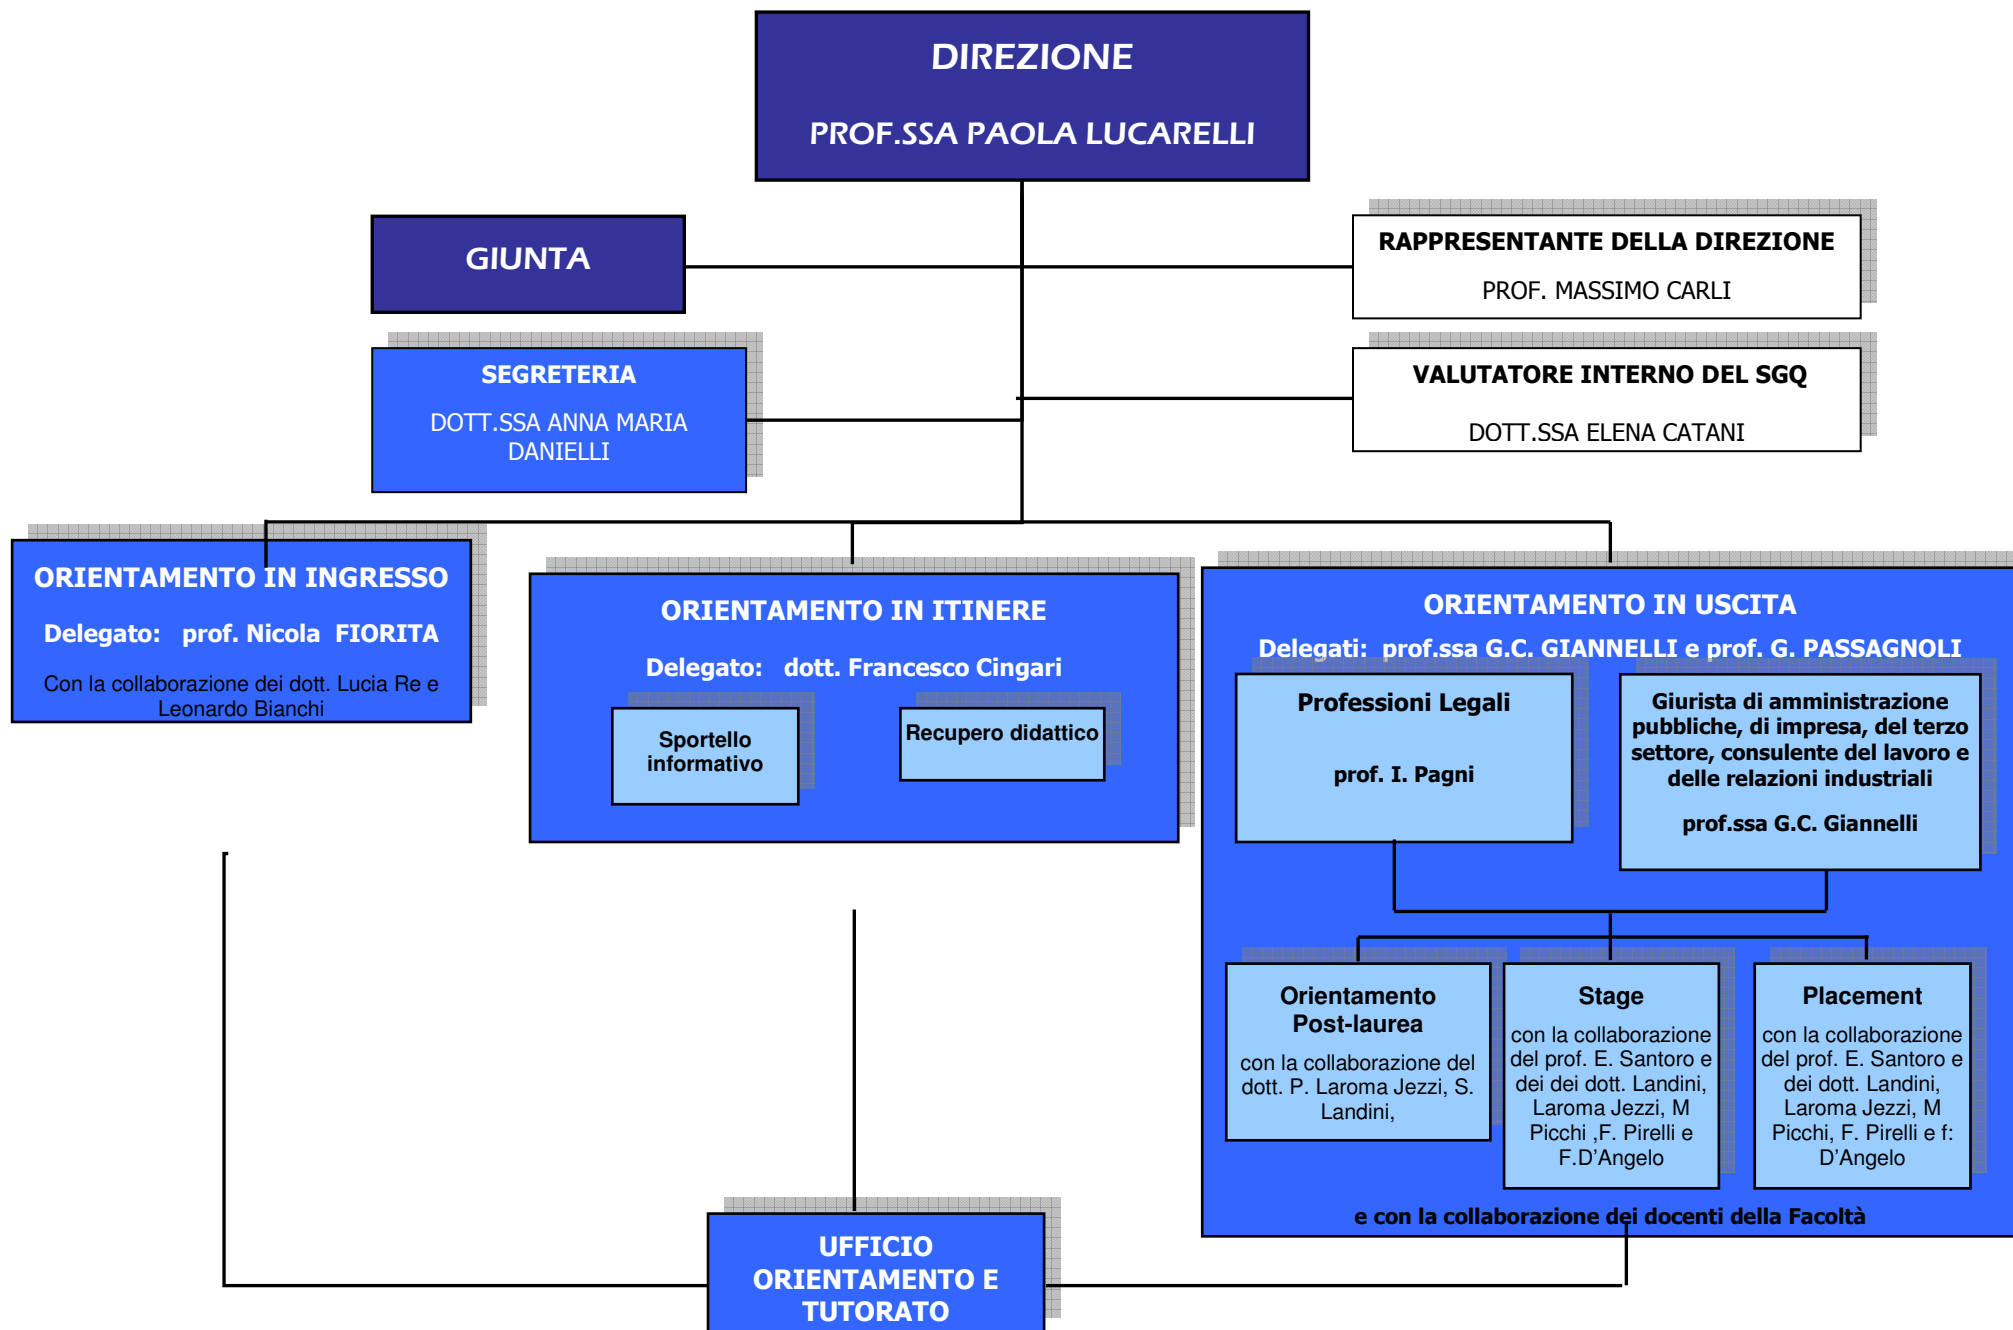 DIREZIONE
PROF.SSA PAOLA LUCARELLI
GIUNTA
RAPPRESENTANTE DELLA DIREZIONE
PROF. MASSIMO CARLI
SEGRETERIA
DOTT.SSA ANNA MARIA
DANIELLI
VALUTATORE INTERNO DEL SGQ
DOTT.SSA ELENA CATANI
ORIENTAMENTO IN INGRESSO
Delegato: prof. Nicola FIORITA
Con la collaborazione dei dott. Lucia Re e
Leonardo Bianchi
ORIENTAMENTO IN ITINERE
Delegato: dott. Francesco Cingari
Sportello
informativo
Recupero didattico
ORIENTAMENTO IN USCITA
Delegati: prof.ssa G.C. GIANNELLI e prof. G. PASSAGNOLI
Professioni Legali
prof. I. Pagni
Giurista di amministrazione
pubbliche, di impresa, del terzo
settore, consulente del lavoro e
delle relazioni industriali
prof.ssa G.C. Giannelli
Orientamento
Post-laurea
con la collaborazione del
dott. P. Laroma Jezzi, S.
Landini,
Stage
con la collaborazione
del prof. E. Santoro e
dei dei dott. Landini,
Laroma Jezzi, M
Picchi ,F. Pirelli e
F.D'Angelo
Placement
con la collaborazione
del prof. E. Santoro e
dei dott. Landini,
Laroma Jezzi, M
Picchi, F. Pirelli e f:
D'Angelo
e con la collaborazione dei docenti della Facoltà
UFFICIO
ORIENTAMENTO E
TUTORATO